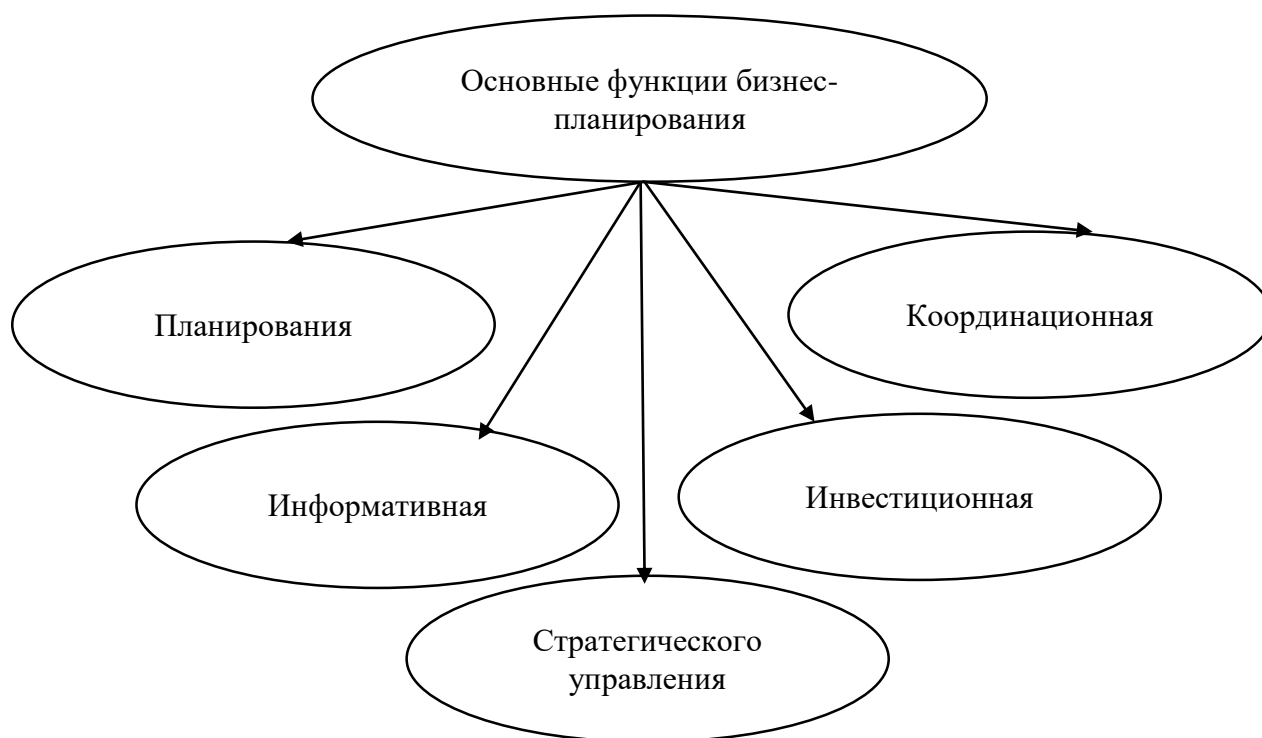 Основные функции бизнес-
планирования
Планирования
Координационная
Информативная
Инвестиционная
Стратегического
управления